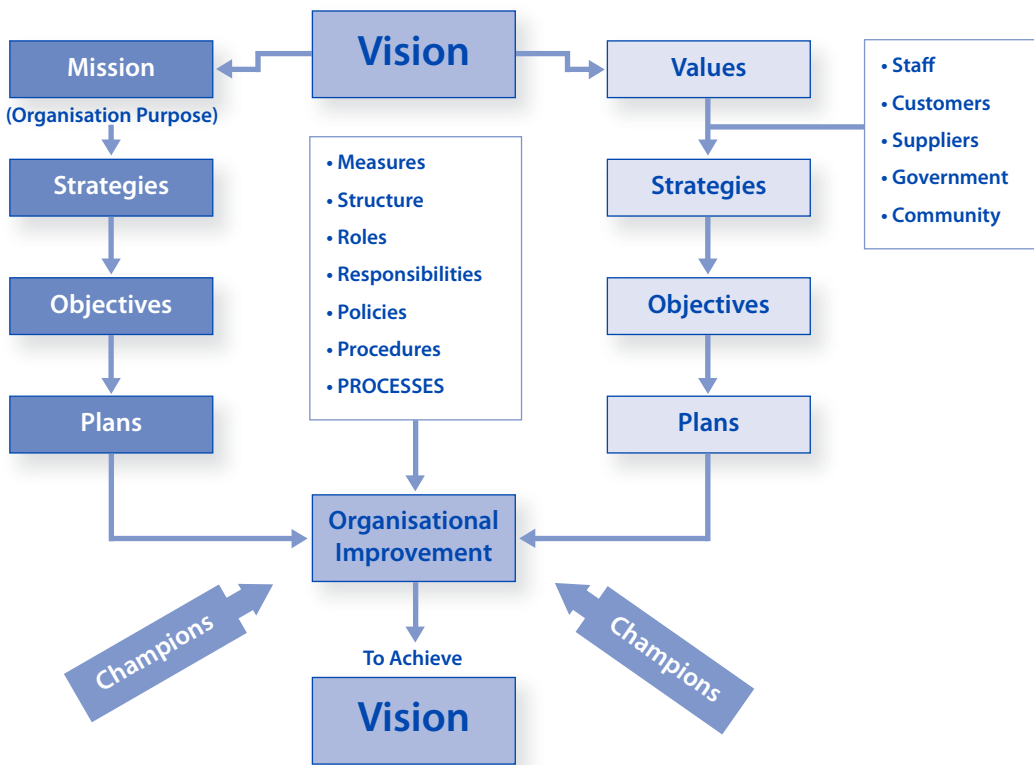 Vision
Mission
(Organisation Purpose)
Strategies
Objectives
Plans
• Measures
• Structure
• Roles
• Responsibilities
• Policies
• Procedures
• PROCESSES
Values
• Staff
• Customers
• Suppliers
• Government
• Community
Strategies
Objectives
Plans
Organisational
Improvement
Champions
Champions
To Achieve
Vision